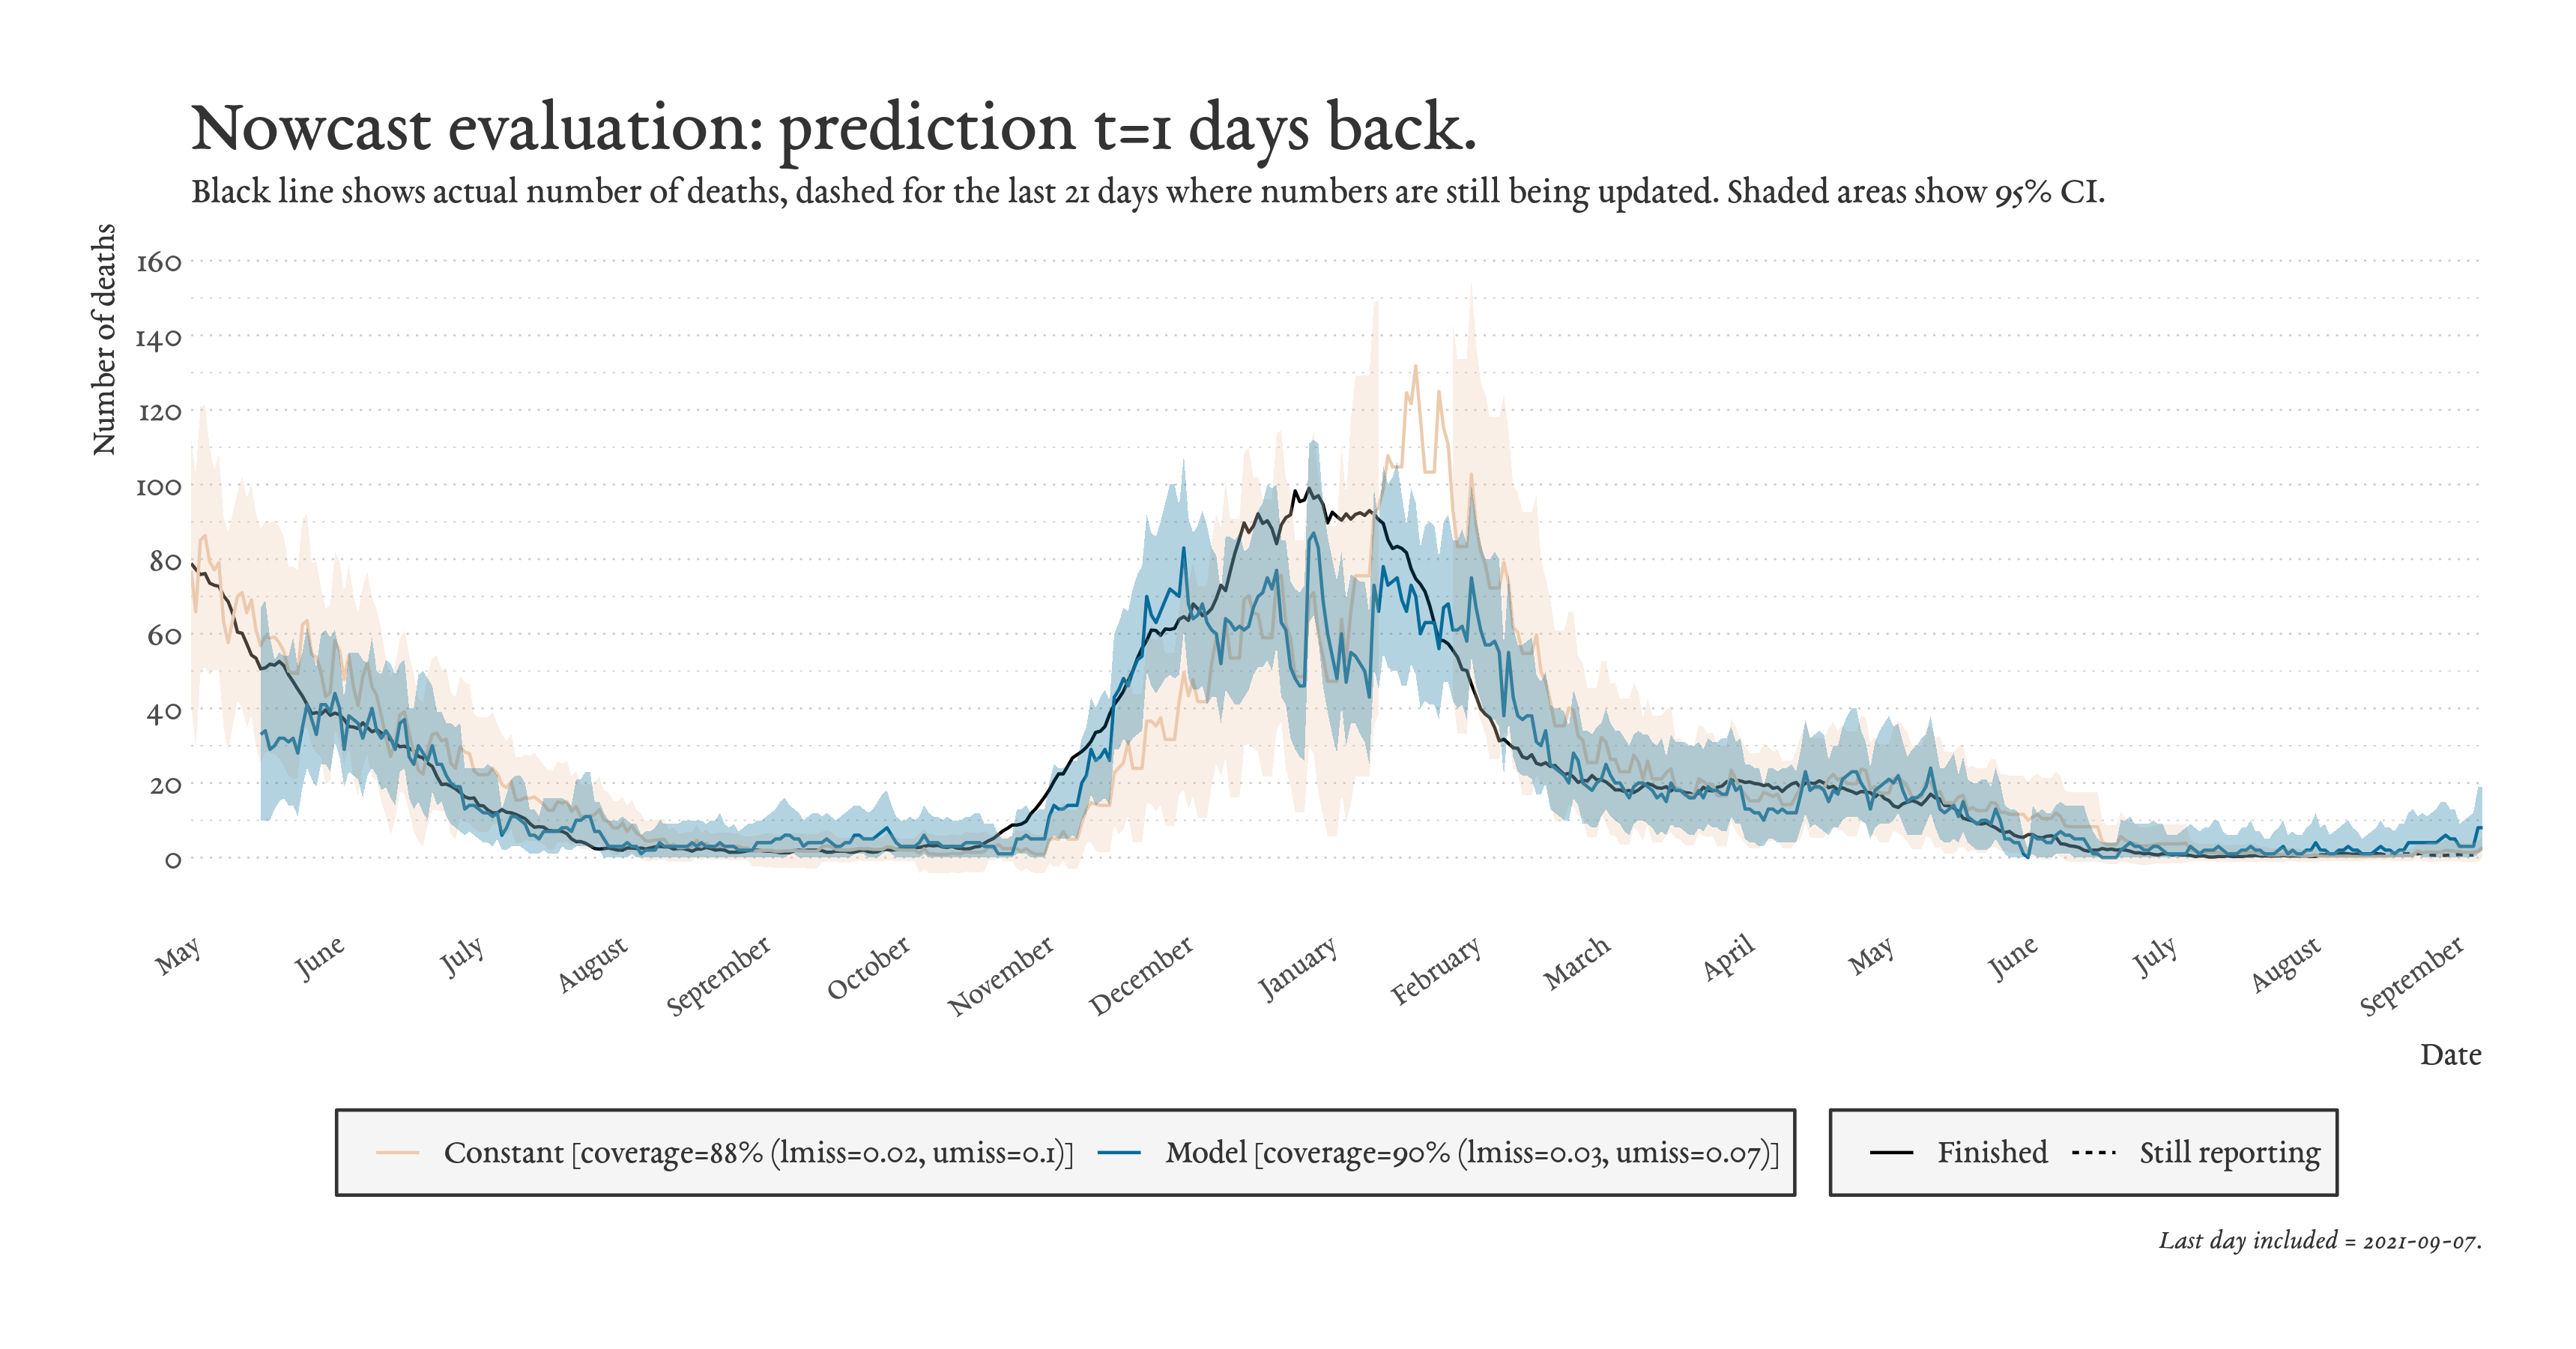 Nowcast evaluation: prediction t=1 days back.
Black line shows actual number of deaths, dashed for the last 21 days where numbers are still being updated. Shaded areas show 95% CI.
Number of deaths
160
140
120
100
80
60
40
20
0
May
June
July
August
September
October
November
December
January
February
March
April
May
June
July
August
September
Date
Constant [coverage=88% (lmiss=0.02, umiss=0.1)] Model [coverage=90% (lmiss=0.03, umiss=0.07)]
Finished Still reporting
Last day included = 2021-09-07.